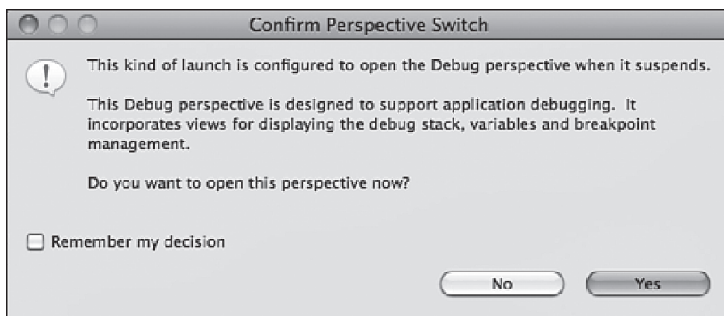 Confirm Perspective Switch
This kind of launch is configured to open the Debug perspective when it suspends.
This Debug perspective is designed to support application debugging. It
incorporates views for displaying the debug stack, variables and breakpoint
management.
Do you want to open this perspective now?
Remember my decision
No
Yes